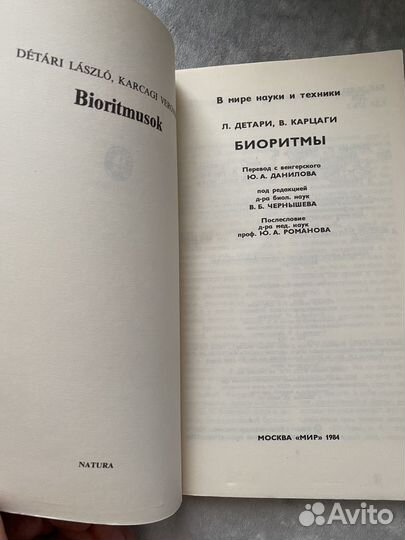 DÉTÁRI LÁSZLÓ, KARCAGI
Bioritmusok
NATURA
В мире науки и техники
Л. ДЕТАРИ, В. КАРЦАГИ
БИОРИТМЫ
Перевод с венгерского
Ю. А. ДАНИЛОВА
под редакцией
д-ра биол. наук
В. Б. ЧЕРНЫШЕВА
Послесловие
д-ра мед. наук
проф. Ю. А. РОМАНОВА
МОСКВА «МИР» 1984
Avito